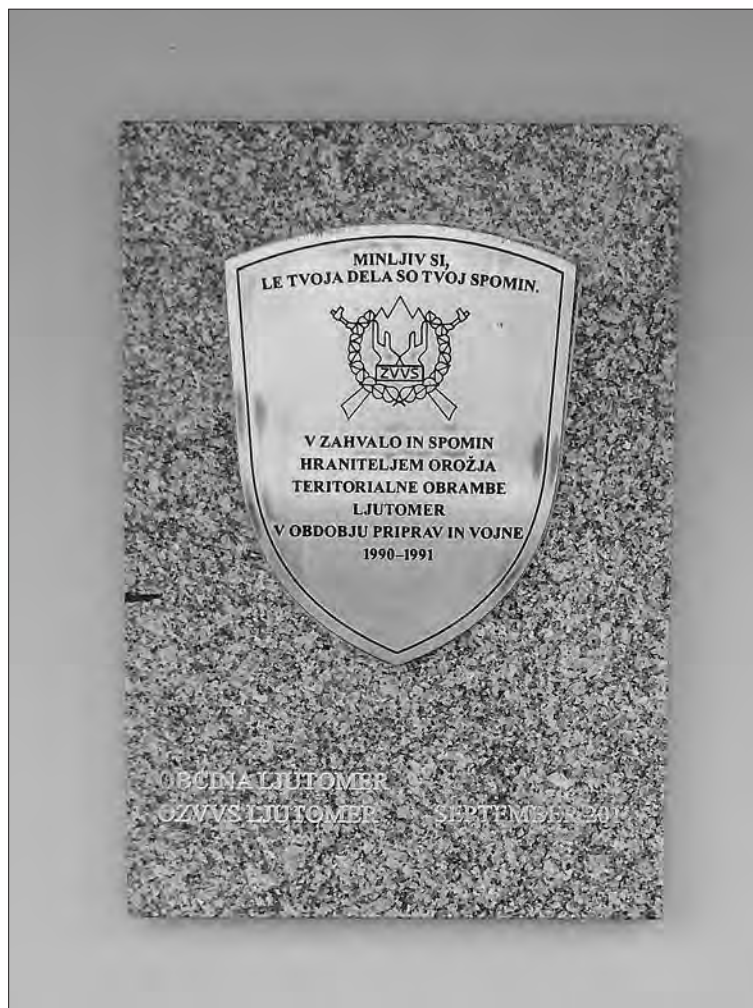 MINLJIV SI,
LE TVOJA DELA SO TVOJ SPOMIN.
ZVVS
V ZAHVALO IN SPOMIN
HRANITELJEM OROŽJA
TERITORIALNE OBRAMBE
LJUTOMER
V OBDOBJU PRIPRAV IN VOJNE
1990–1991
OBČINA LJUTOMER
OZVVS LJUTOMER SEPTEMBER